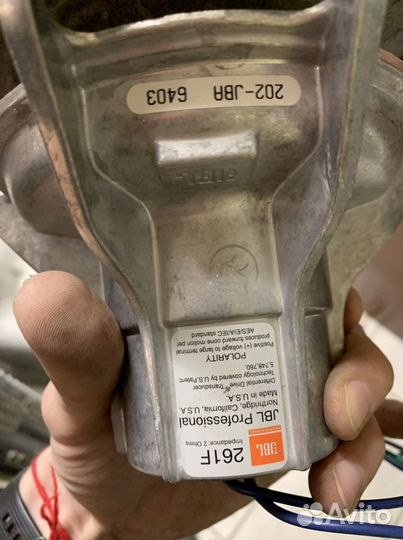 202-JBA 6403
JBL
UBL
PROFESSIONAL
261F
Impedance: 2 Ohms
JBL Professional
Northridge, California, U.S.A.
Made in U.S.A.
Differential Drive® Transducer
Technology covered by U.S.Patent
5,748,760.
POLARITY
Positive (+) voltage to large terminal
produces forward cone motion per
AES/EIA/IEC standard
Avito